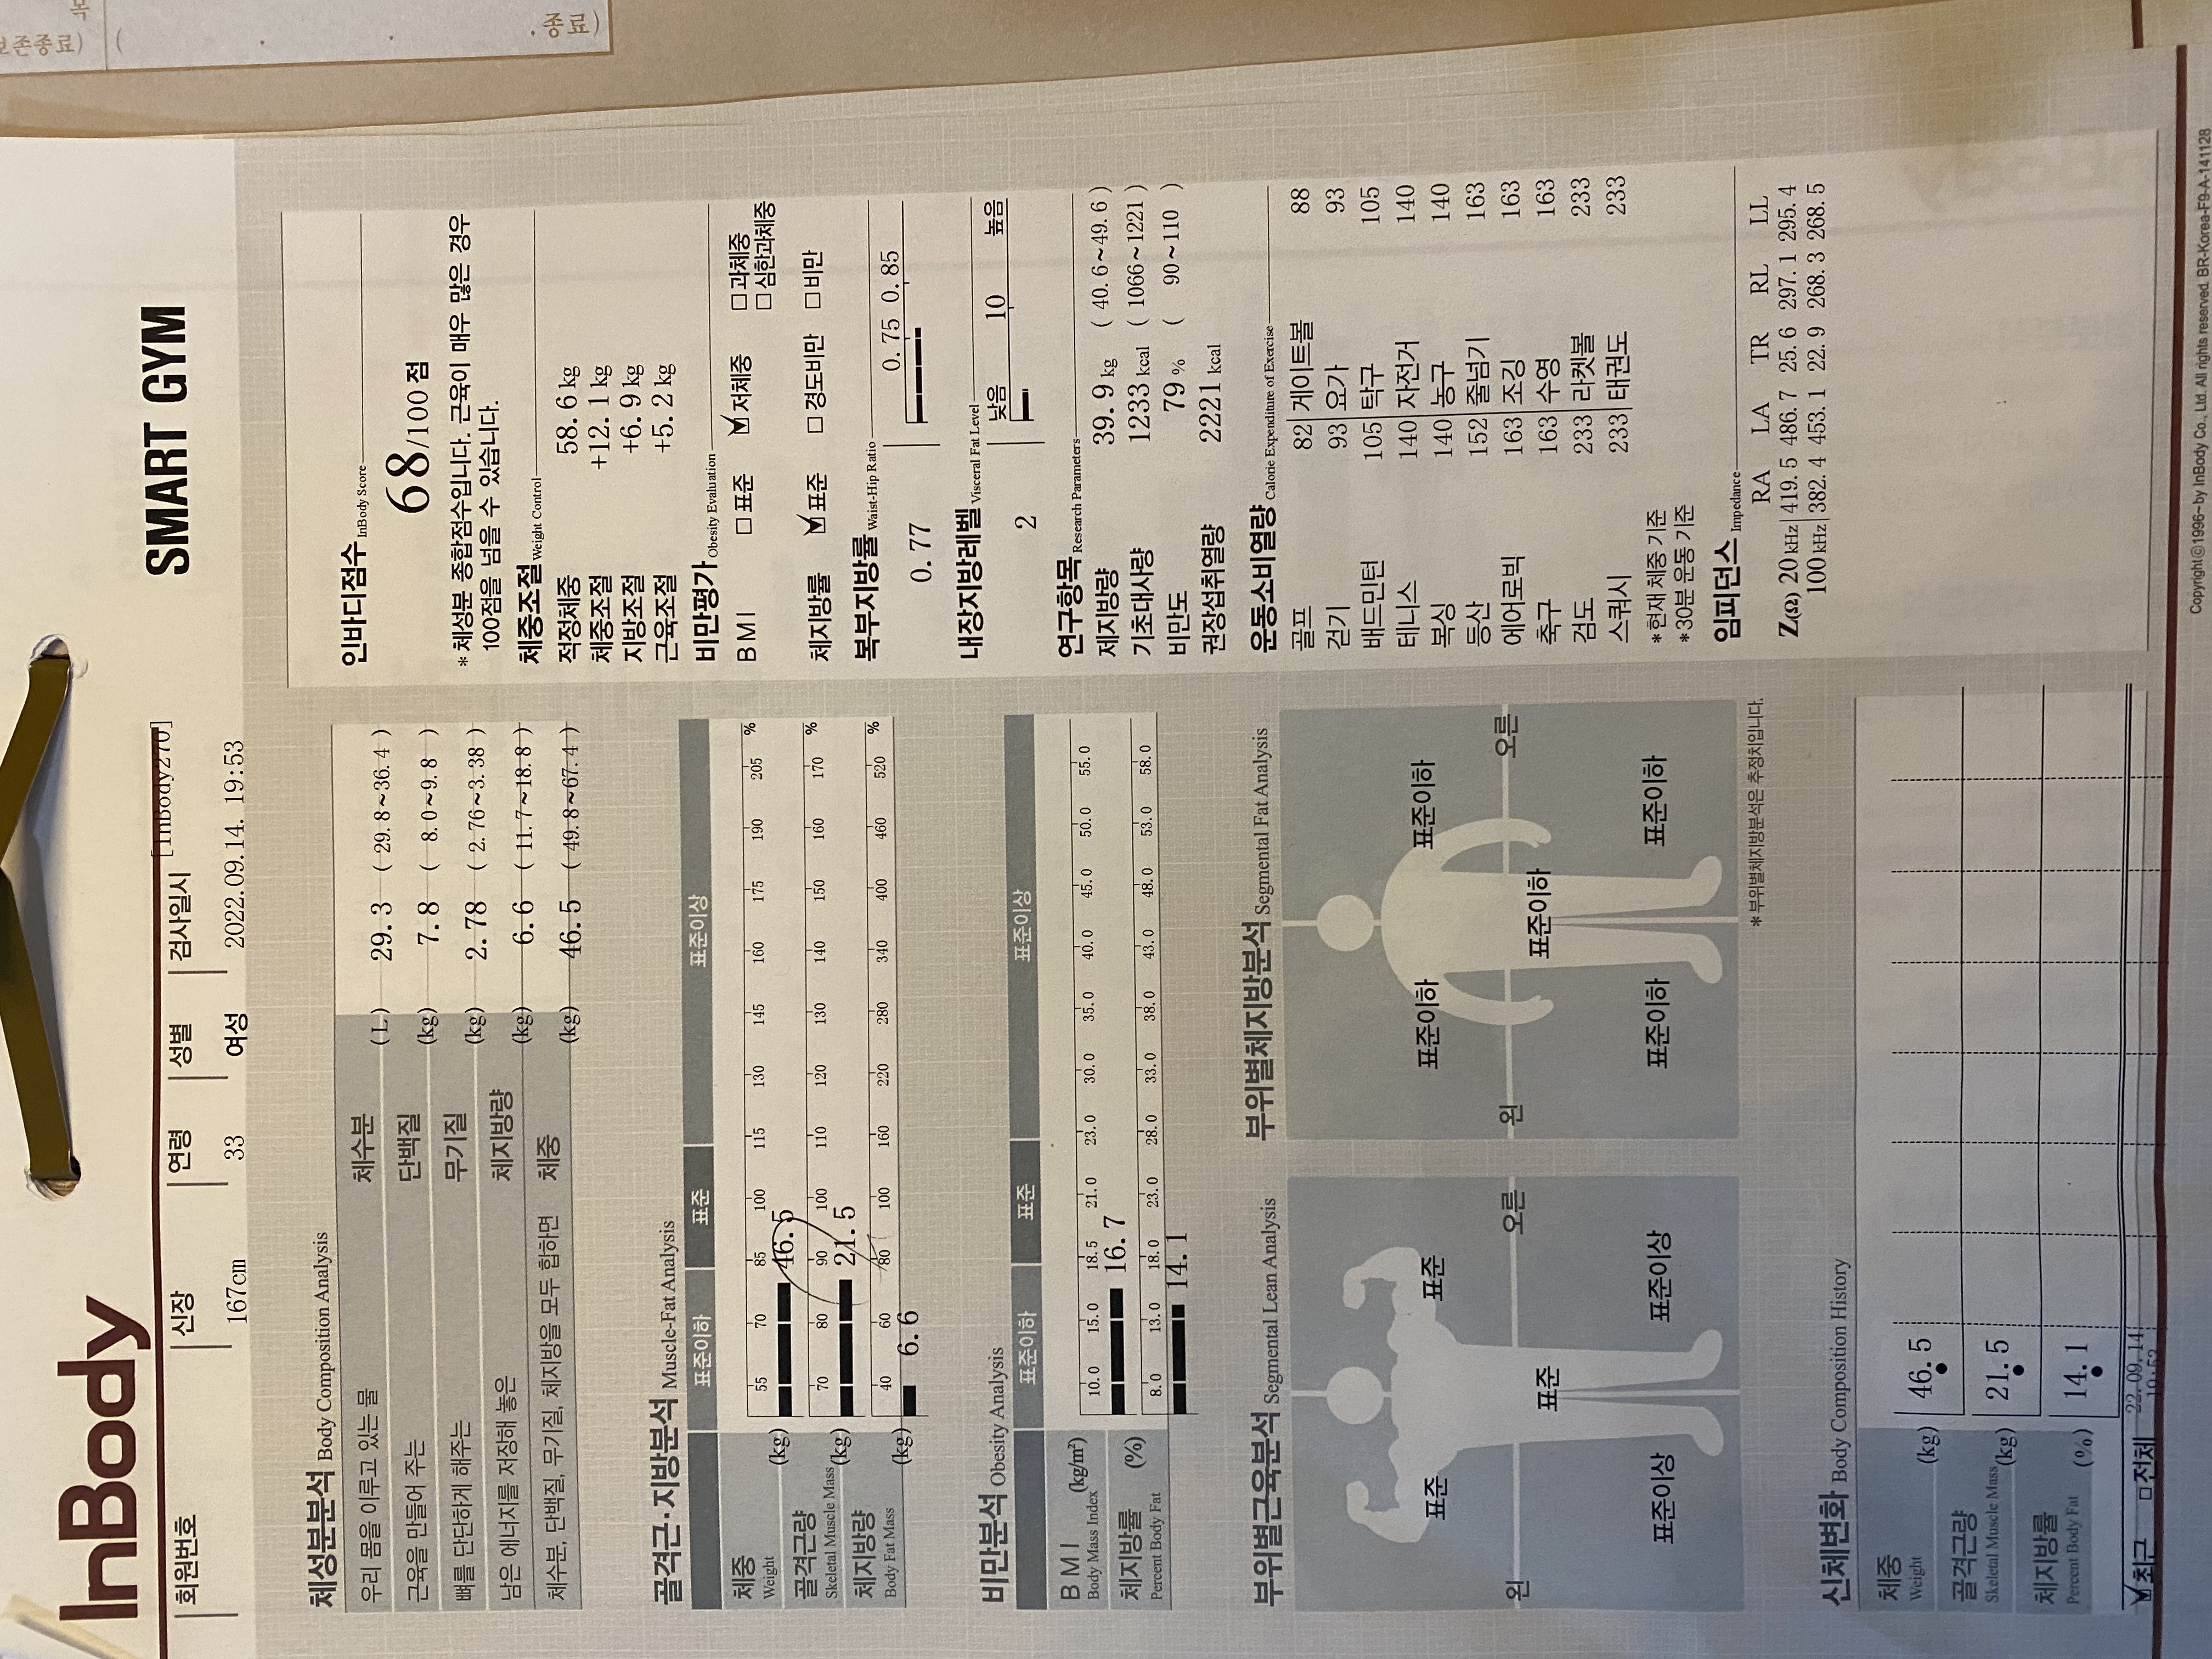 InBody
[InBody270]
SMART GYM
회원번호 신장 연령 성별 검사일시
167cm 33 여성 2022.09.14. 19:53
체성분분석 Body Composition Analysis
우리 몸을 이루고 있는 물 체수분 (L) 29.3 ( 29.8~36.4 )
근육을 만들어 주는 단백질 (kg) 7.8 ( 8.0~9.8 )
뼈를 단단하게 해주는 무기질 (kg) 2.78 ( 2.76~3.38 )
남은 에너지를 저장해 놓은 체지방량 (kg) 6.6 ( 11.7~18.8 )
체수분, 단백질, 무기질, 체지방을 모두 합하면 체중 (kg) 46.5 ( 49.8~67.4 )
골격근·지방분석 Muscle-Fat Analysis
표준이하 표준 표준이상
체중 55 70 85 100 115 130 145 160 175 190 205 %
Weight (kg) 46.5
골격근량 70 80 90 100 110 120 130 140 150 160 170 %
Skeletal Muscle Mass (kg) 21.5
체지방량 40 60 80 100 160 220 280 340 400 460 520 %
Body Fat Mass (kg) 6.6
비만분석 Obesity Analysis
표준이하 표준 표준이상
BMI (kg/m²) 10.0 15.0 18.5 21.0 23.0 30.0 35.0 40.0 45.0 50.0 55.0
Body Mass Index 16.7
체지방률 (%) 8.0 13.0 18.0 23.0 28.0 33.0 38.0 43.0 48.0 53.0 58.0
Percent Body Fat 14.1
부위별근육분석 Segmental Lean Analysis
표준 표준
왼 오른
표준
표준이상 표준이상
부위별체지방분석 Segmental Fat Analysis
표준이하 표준이하
왼 오른
표준이하
표준이하 표준이하
*부위별체지방분석은 추정치입니다.
신체변화 Body Composition History
체중
Weight (kg) 46.5
골격근량
Skeletal Muscle Mass (kg) 21.5
체지방률
Percent Body Fat (%) 14.1
최근 전체 22.09.14
19:53
인바디점수 InBody Score
68/100 점
*체성분 종합점수입니다. 근육이 매우 많은 경우
100점을 넘을 수 있습니다.
체중조절 Weight Control
적정체중 58.6 kg
체중조절 +12.1 kg
지방조절 +6.9 kg
근육조절 +5.2 kg
비만평가 Obesity Evaluation
BMI 표준 저체중 과체중
심한과체중
체지방률 표준 경도비만 비만
복부지방률 Waist-Hip Ratio
0.75 0.85
0.77
내장지방레벨 Visceral Fat Level
낮음 10 높음
2
연구항목 Research Parameters
제지방량 39.9 kg ( 40.6~49.6 )
기초대사량 1233 kcal ( 1066~1221 )
비만도 79 % ( 90~110 )
권장섭취열량 2221 kcal
운동소비열량 Calorie Expenditure of Exercise
골프 82 게이트볼 88
걷기 93 요가 93
배드민턴 105 탁구 105
테니스 140 자전거 140
복싱 140 농구 140
등산 152 줄넘기 163
에어로빅 163 조깅 163
축구 163 수영 163
검도 233 라켓볼 233
스쿼시 233 태권도 233
*현재 체중 기준
*30분 운동 기준
임피던스 Impedance
RA LA TR RL LL
Z(Ω) 20 kHz 419.5 486.7 25.6 297.1 295.4
100 kHz 382.4 453.1 22.9 268.3 268.5
Copyright©1996~ by InBody Co., Ltd. All rights reserved. BR-Korea-F9-A-141128
종료)